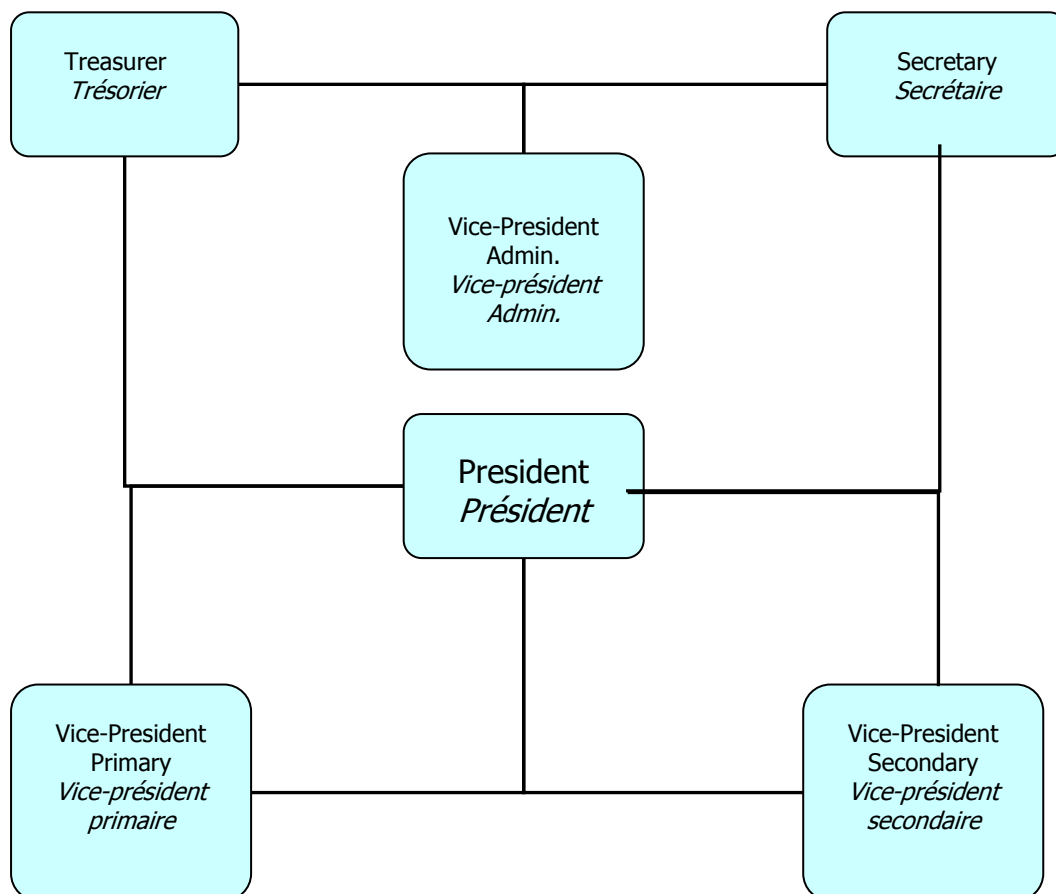 Treasurer
Trésorier
Secretary
Secrétaire
Vice-President
Admin.
Vice-président
Admin.
President
Président
Vice-President
Primary
Vice-président
primaire
Vice-President
Secondary
Vice-président
secondaire